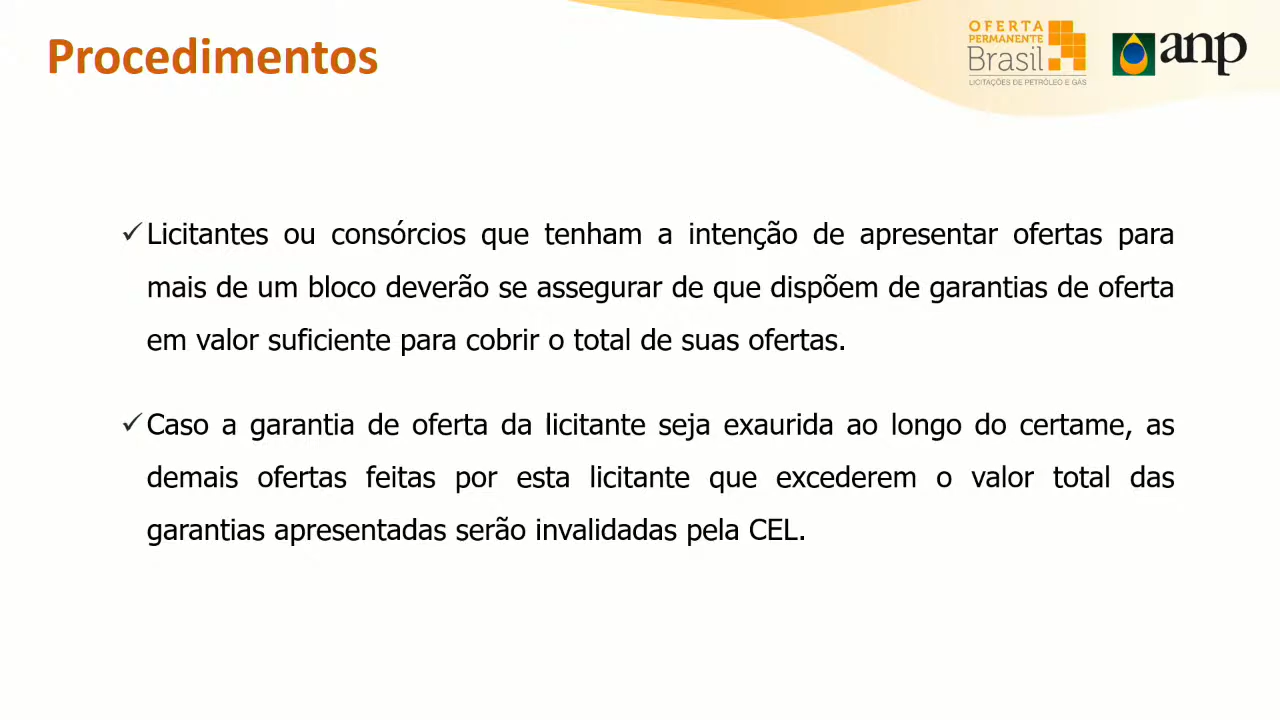 Procedimentos
OFERTA
PERMANENTE
Brasil
LICITAÇÕES DE PETRÓLEO E GÁS
anp
Licitantes ou consórcios que tenham a intenção de apresentar ofertas para
mais de um bloco deverão se assegurar de que dispõem de garantias de oferta
em valor suficiente para cobrir o total de suas ofertas.
Caso a garantia de oferta da licitante seja exaurida ao longo do certame, as
demais ofertas feitas por esta licitante que excederem o valor total das
garantias apresentadas serão invalidadas pela CEL.